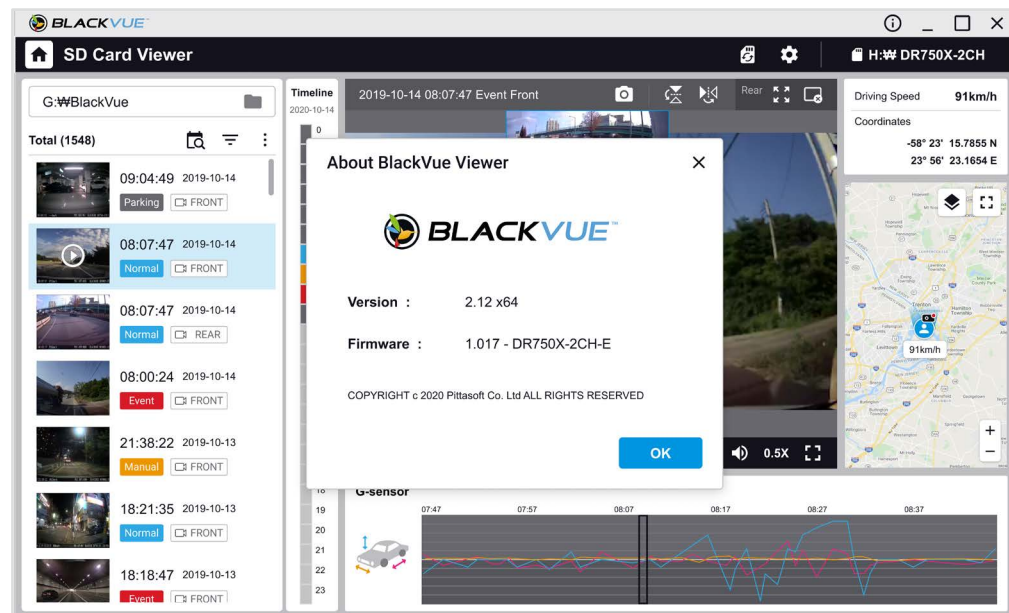 BLACKVUE
SD Card Viewer
H:₩ DR750X-2CH
G:₩BlackVue
Total (1548)
09:04:49 2019-10-14
Parking FRONT
08:07:47 2019-10-14
Normal FRONT
08:07:47 2019-10-14
Normal REAR
08:00:24 2019-10-14
Event FRONT
21:38:22 2019-10-13
Manual FRONT
18:21:35 2019-10-13
Normal FRONT
18:18:47 2019-10-13
Event FRONT
Timeline
2020-10-14
0
18
19
20
21
22
23
2019-10-14 08:07:47 Event Front
Rear
About BlackVue Viewer
BLACKVUE™
Version : 2.12 x64
Firmware : 1.017 - DR750X-2CH-E
COPYRIGHT c 2020 Pittasoft Co. Ltd ALL RIGHTS RESERVED
OK
0.5X
Driving Speed 91km/h
Coordinates
-58° 23' 15.7855 N
23° 56' 23.1654 E
Trenton
Hamilton
Township
91km/h
+
−
G-sensor
07:47 07:57 08:07 08:17 08:27 08:37